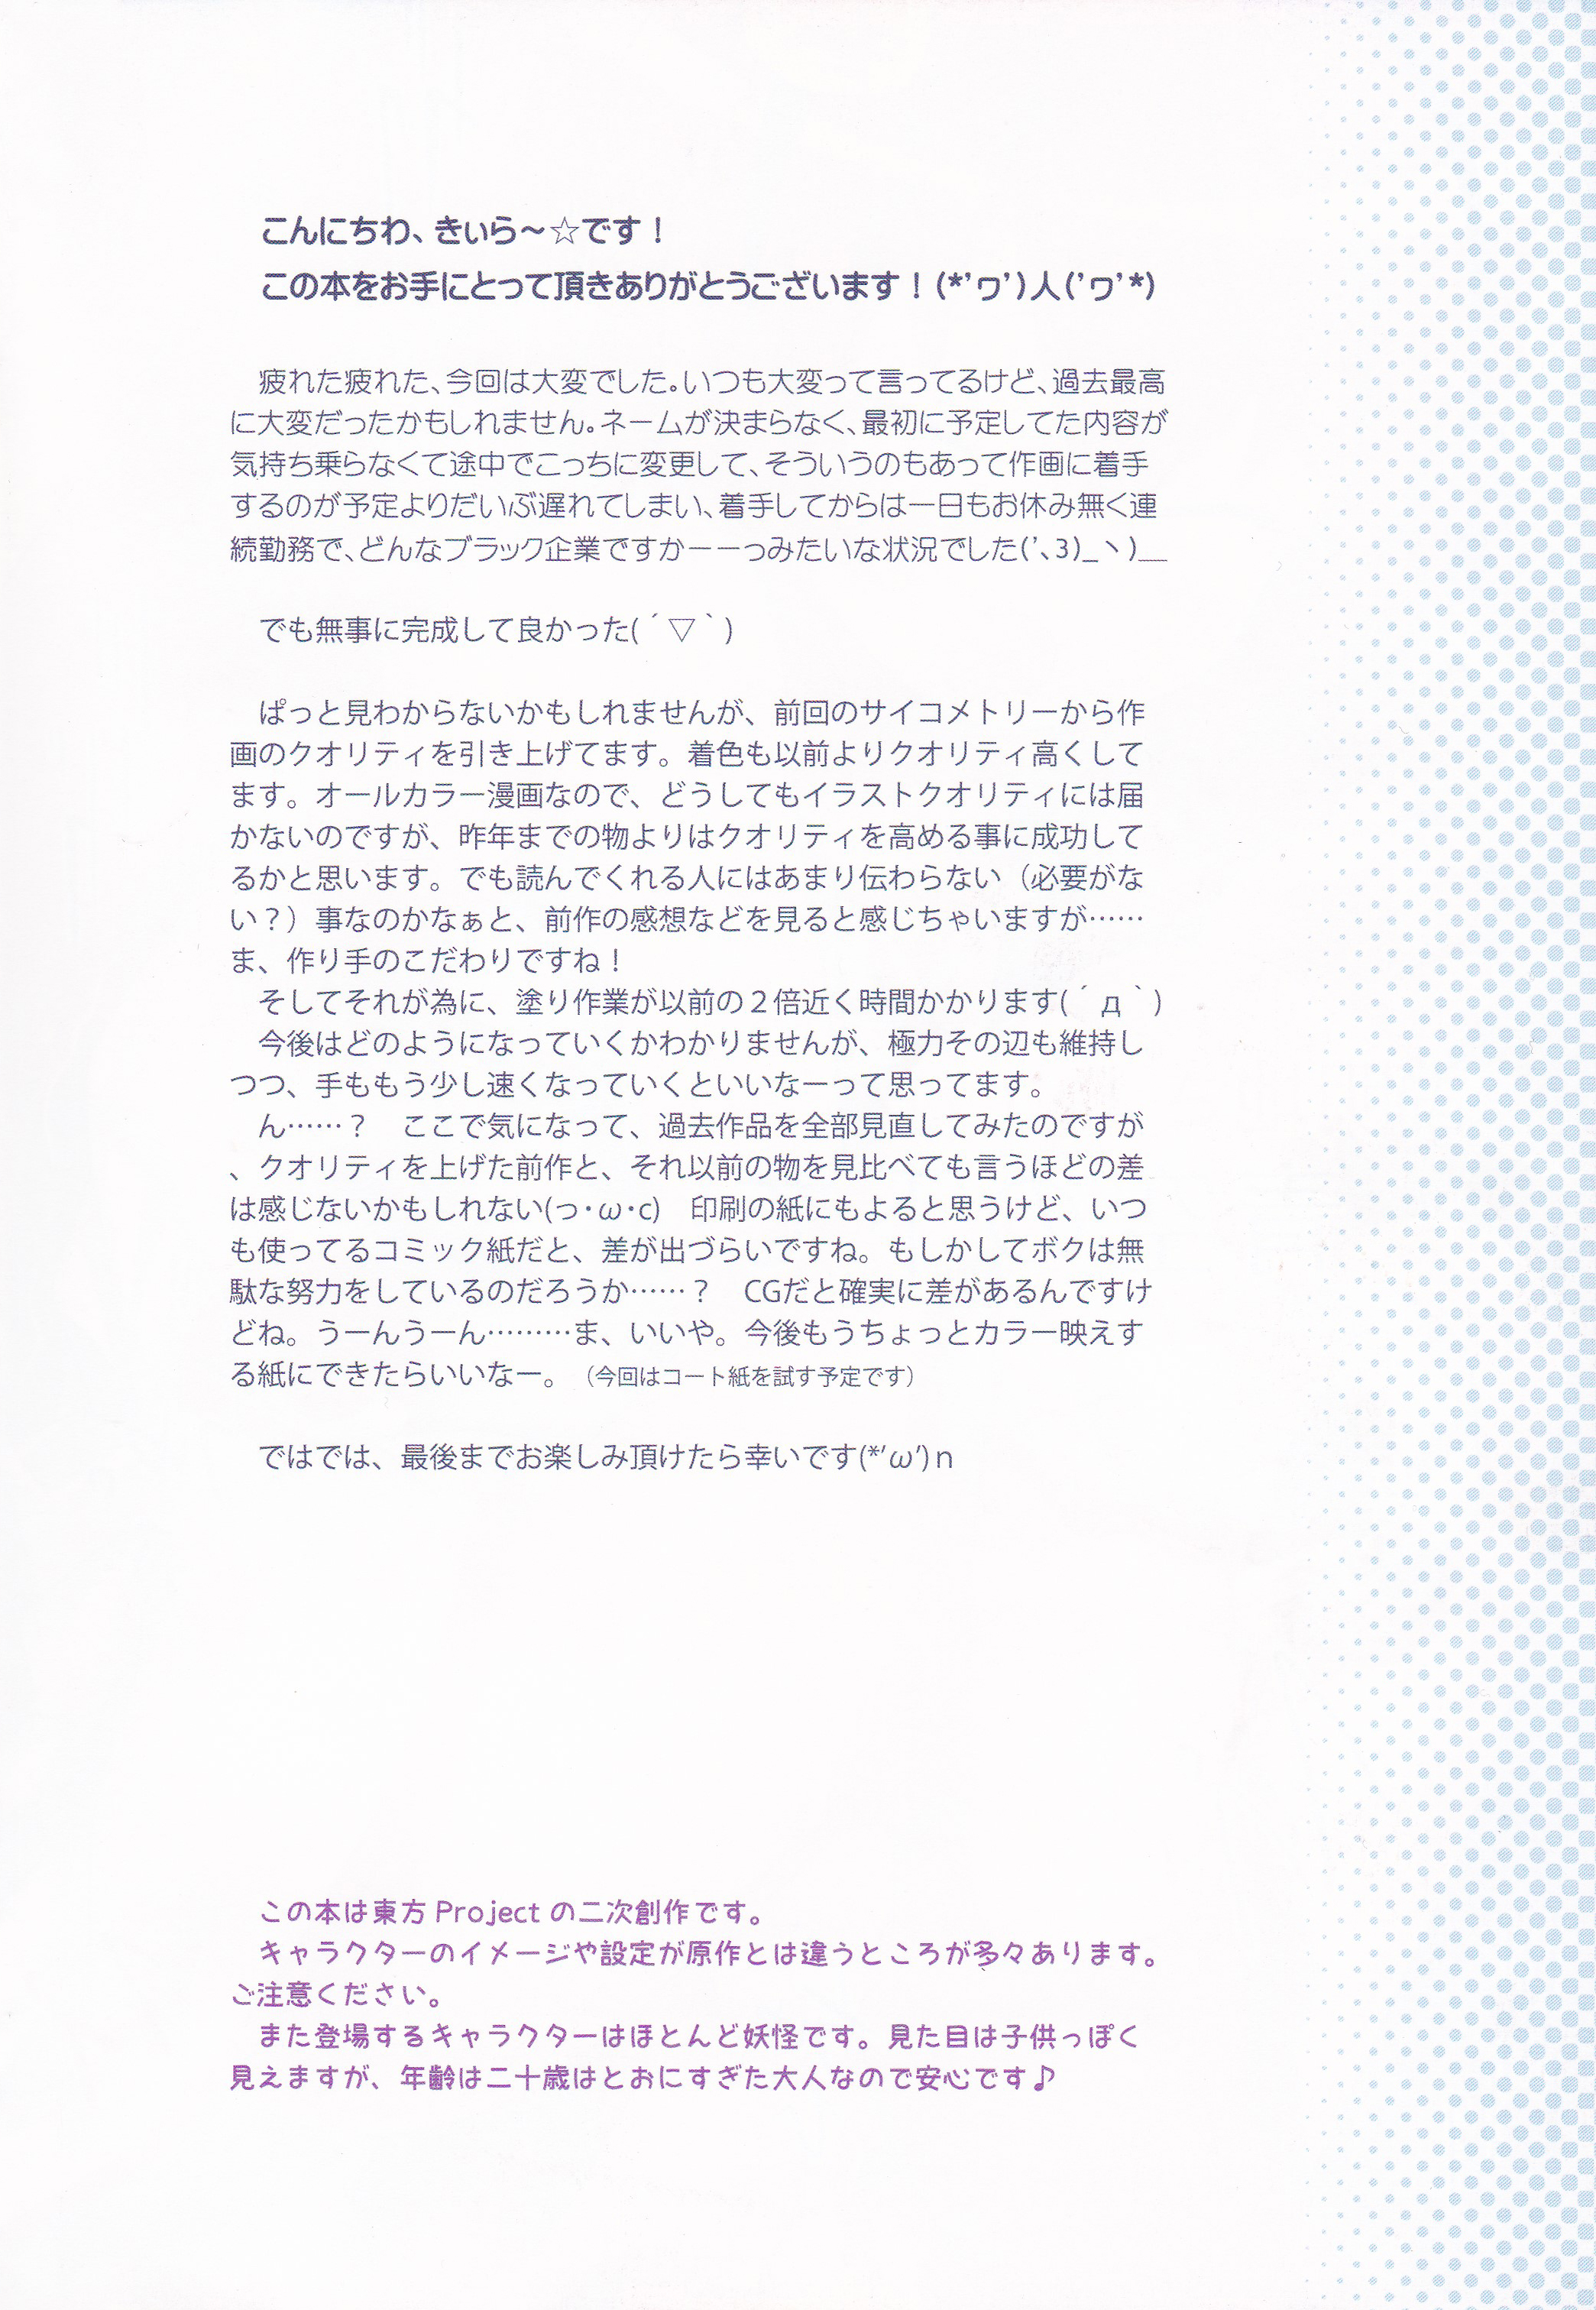 こんにちわ、きぃら～☆です！
この本をお手にとって頂きありがとうございます！(*’ヮ’)人(’ヮ’*)
疲れた疲れた、今回は大変でした。いつも大変って言ってるけど、過去最高
に大変だったかもしれません。ネームが決まらなく、最初に予定してた内容が
気持ち乗らなくて途中でこっちに変更して、そういうのもあって作画に着手
するのが予定よりだいぶ遅れてしまい、着手してからは一日もお休み無く連
続勤務で、どんなブラック企業ですかーーっみたいな状況でした(’、3)_ヽ)＿
でも無事に完成して良かった(´▽｀)
ぱっと見わからないかもしれませんが、前回のサイコメトリーから作
画のクオリティを引き上げてます。着色も以前よりクオリティ高くして
ます。オールカラー漫画なので、どうしてもイラストクオリティには届
かないのですが、昨年までの物よりはクオリティを高める事に成功して
るかと思います。でも読んでくれる人にはあまり伝わらない（必要がな
い？）事なのかなぁと、前作の感想などを見ると感じちゃいますが……
ま、作り手のこだわりですね！
そしてそれが為に、塗り作業が以前の２倍近く時間かかります(´д｀)
今後はどのようになっていくかわかりませんが、極力その辺も維持し
つつ、手ももう少し速くなっていくといいなーって思ってます。
ん……？　ここで気になって、過去作品を全部見直してみたのですが
、クオリティを上げた前作と、それ以前の物を見比べても言うほどの差
は感じないかもしれない(っ・ω・c)　印刷の紙にもよると思うけど、いつ
も使ってるコミック紙だと、差が出づらいですね。もしかしてボクは無
駄な努力をしているのだろうか……？　CGだと確実に差があるんですけ
どね。うーんうーん………ま、いいや。今後もうちょっとカラー映えす
る紙にできたらいいなー。（今回はコート紙を試す予定です）
ではでは、最後までお楽しみ頂けたら幸いです(*’ω’)ｎ
この本は東方 Project の二次創作です。
キャラクターのイメージや設定が原作とは違うところが多々あります。
ご注意ください。
また登場するキャラクターはほとんど妖怪です。見た目は子供っぽく
見えますが、年齢は二十歳はとおにすぎた大人なので安心です♪